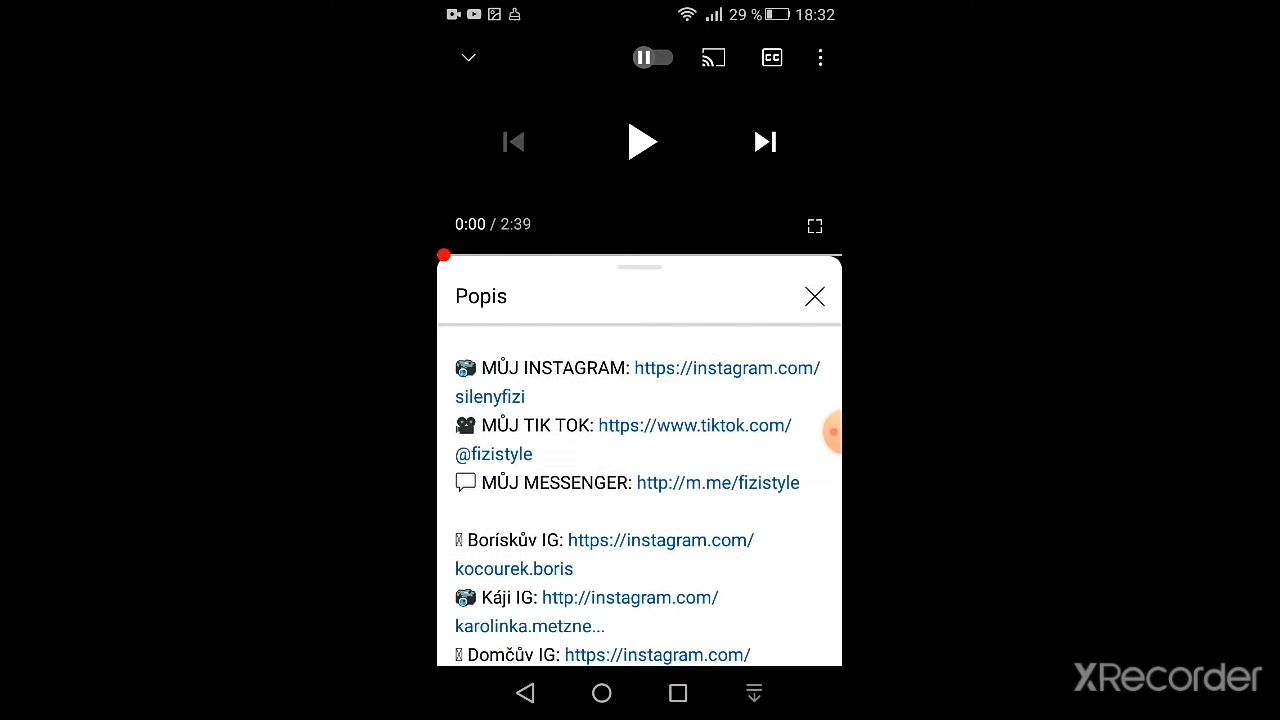 29 % 18:32
CC
0:00 / 2:39
Popis
MŮJ INSTAGRAM: https://instagram.com/
silenyfizi
MŮJ TIK TOK: https://www.tiktok.com/
@fizistyle
MŮJ MESSENGER: http://m.me/fizistyle
Borískův IG: https://instagram.com/
kocourek.boris
Káji IG: http://instagram.com/
karolinka.metzne...
Domčův IG: https://instagram.com/
XRecorder